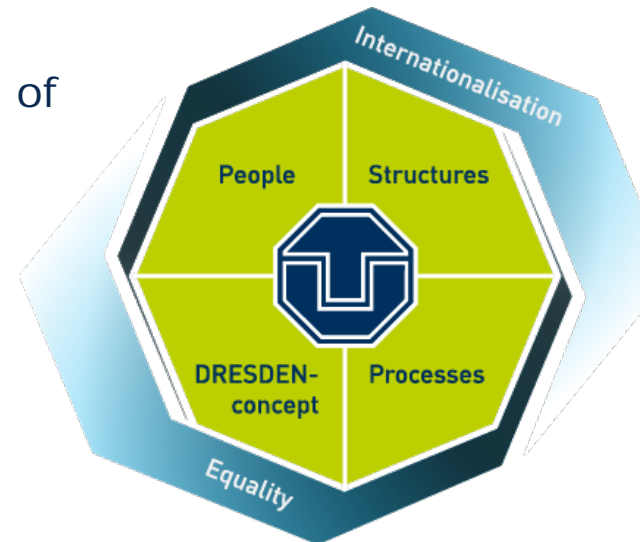 of
Internationalisation
People
Structures
DRESDEN-
concept
Processes
Equality